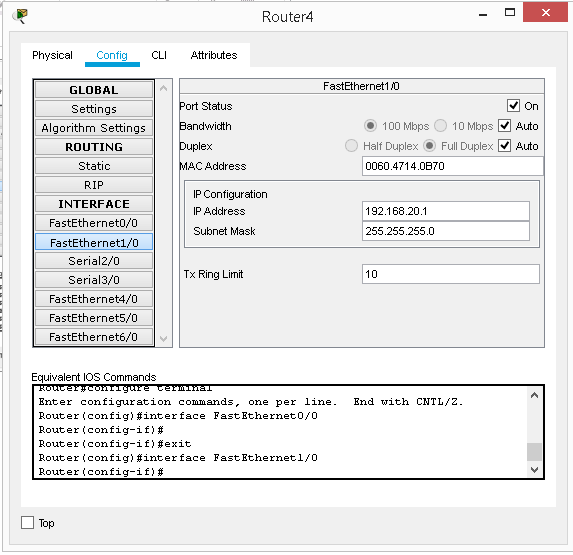 Router4
Physical Config CLI Attributes
GLOBAL
Settings
Algorithm Settings
ROUTING
Static
RIP
INTERFACE
FastEthernet0/0
FastEthernet1/0
Serial2/0
Serial3/0
FastEthernet4/0
FastEthernet5/0
FastEthernet6/0
FastEthernet1/0
Port Status On
Bandwidth 100 Mbps 10 Mbps Auto
Duplex Half Duplex Full Duplex Auto
MAC Address 0060.4714.0B70
IP Configuration
IP Address 192.168.20.1
Subnet Mask 255.255.255.0
Tx Ring Limit 10
Equivalent IOS Commands
Router#configure terminal
Enter configuration commands, one per line. End with CNTL/Z.
Router(config)#interface FastEthernet0/0
Router(config-if)#
Router(config-if)#exit
Router(config)#interface FastEthernet1/0
Router(config-if)#
Top